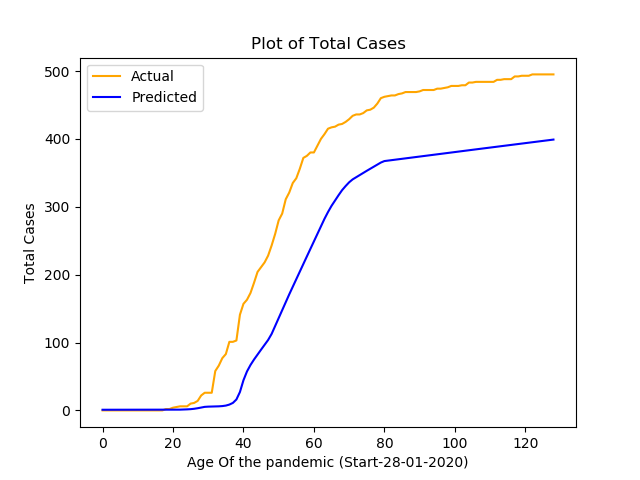 Plot of Total Cases
Actual
Predicted
500
400
300
200
100
0
Total Cases
0 20 40 60 80 100 120
Age Of the pandemic (Start-28-01-2020)